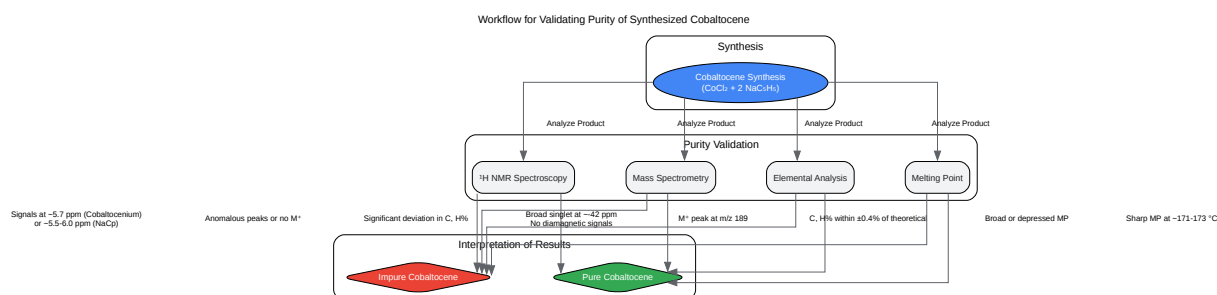 Workflow for Validating Purity of Synthesized Cobaltocene
Synthesis
Cobaltocene Synthesis
(CoCl₂ + 2 NaC₅H₅)
Analyze Product
Analyze Product
Analyze Product
Analyze Product
Purity Validation
¹H NMR Spectroscopy
Mass Spectrometry
Elemental Analysis
Melting Point
Signals at ~5.7 ppm (Cobaltocenium)
or ~5.5-6.0 ppm (NaCp)
Anomalous peaks or no M⁺
Significant deviation in C, H%
Broad singlet at ~-42 ppm
No diamagnetic signals
M⁺ peak at m/z 189
C, H% within ±0.4% of theoretical
Broad or depressed MP
Sharp MP at ~171-173 °C
Interpretation of Results
Impure Cobaltocene
Pure Cobaltocene